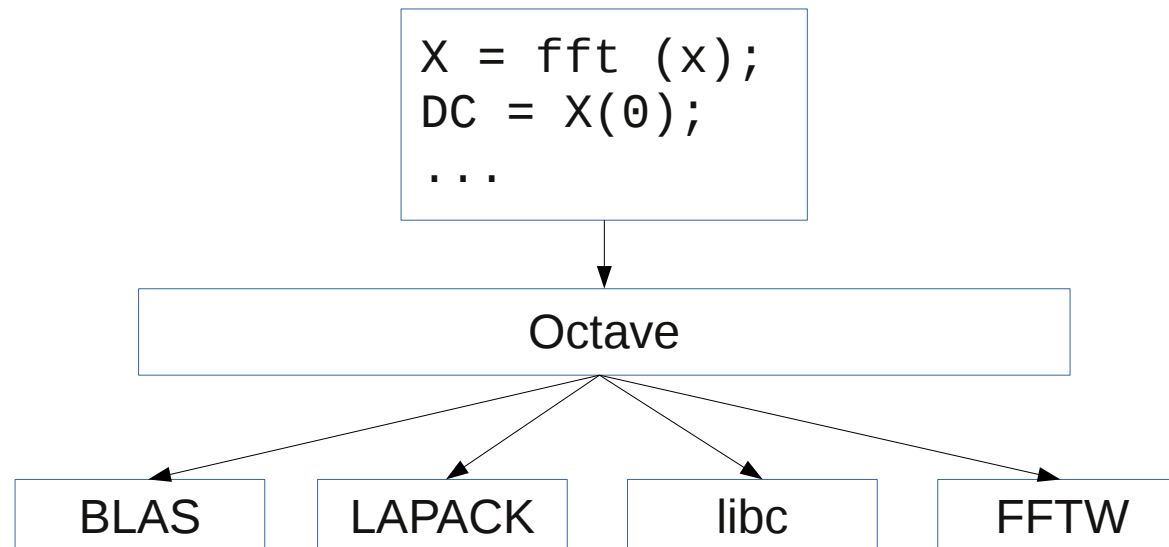 X = fft (x);
DC = X(0);
...
Octave
BLAS
LAPACK
libc
FFTW